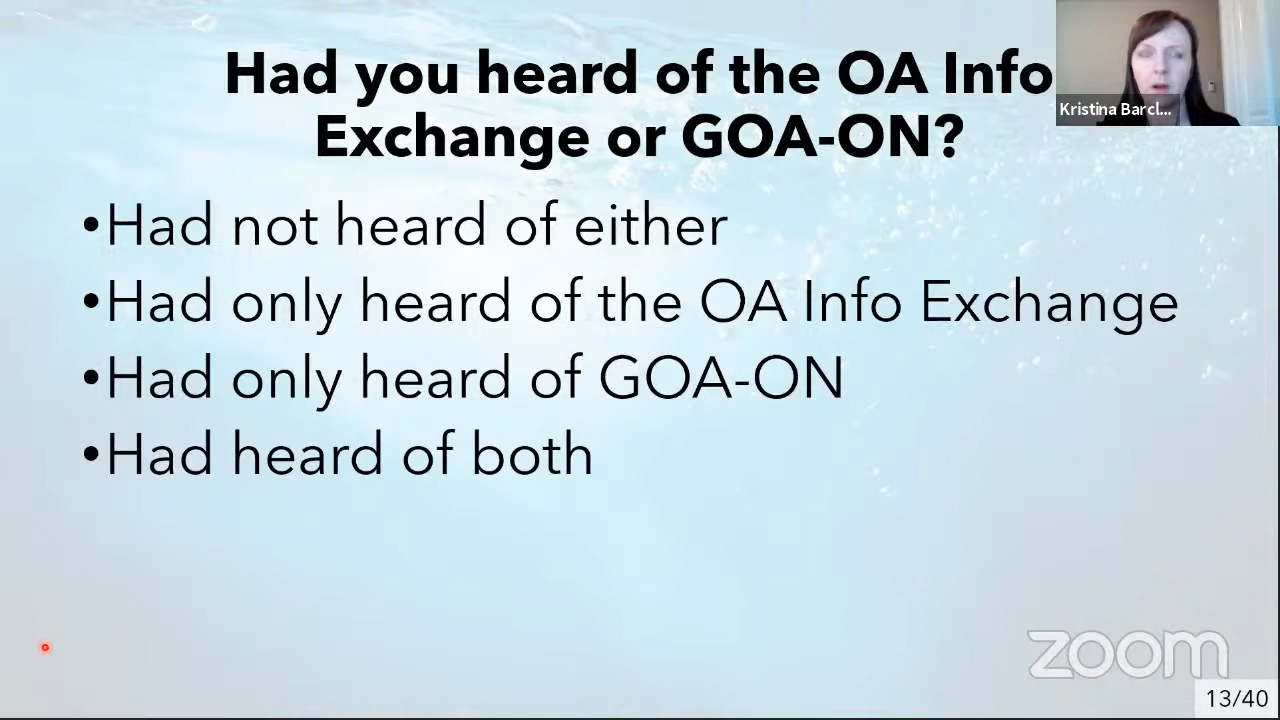 Had you heard of the OA Info
Exchange or GOA-ON?
Kristina Barcl...
•Had not heard of either
•Had only heard of the OA Info Exchange
•Had only heard of GOA-ON
•Had heard of both
zoom
13/40